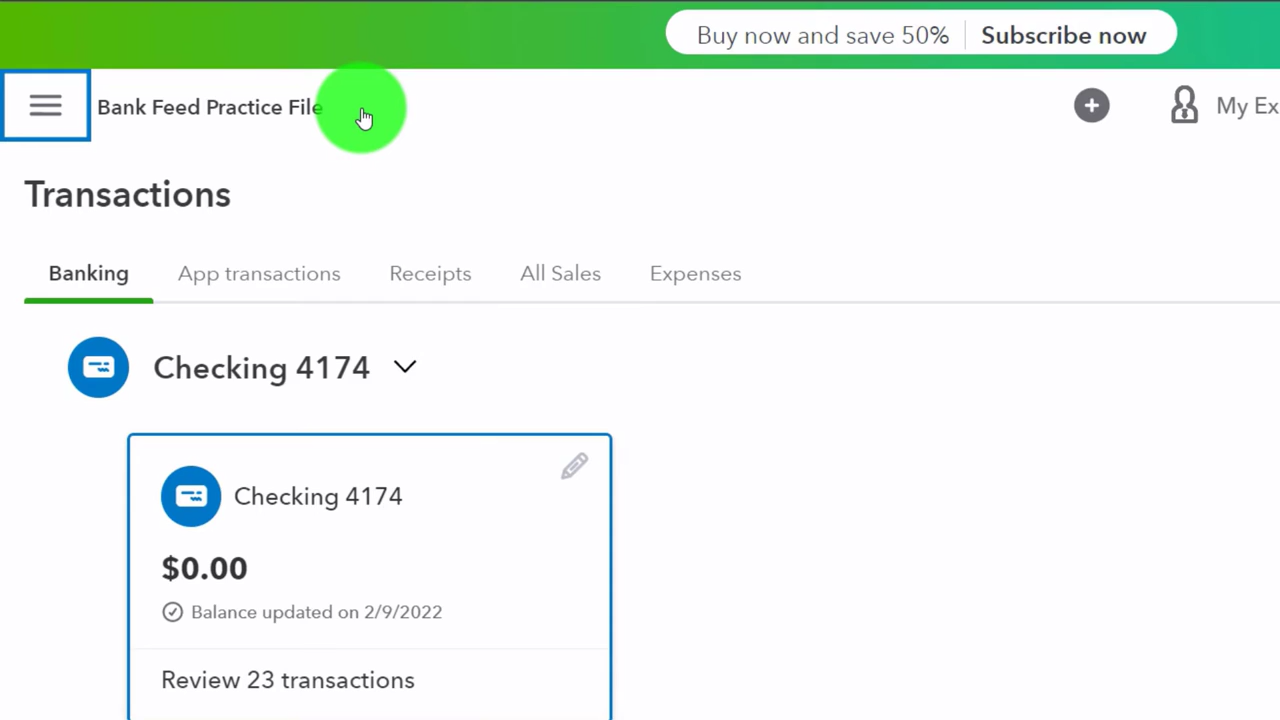 Buy now and save 50% Subscribe now
Bank Feed Practice File My Ex
Transactions
Banking App transactions Receipts All Sales Expenses
Checking 4174
Checking 4174
$0.00
Balance updated on 2/9/2022
Review 23 transactions